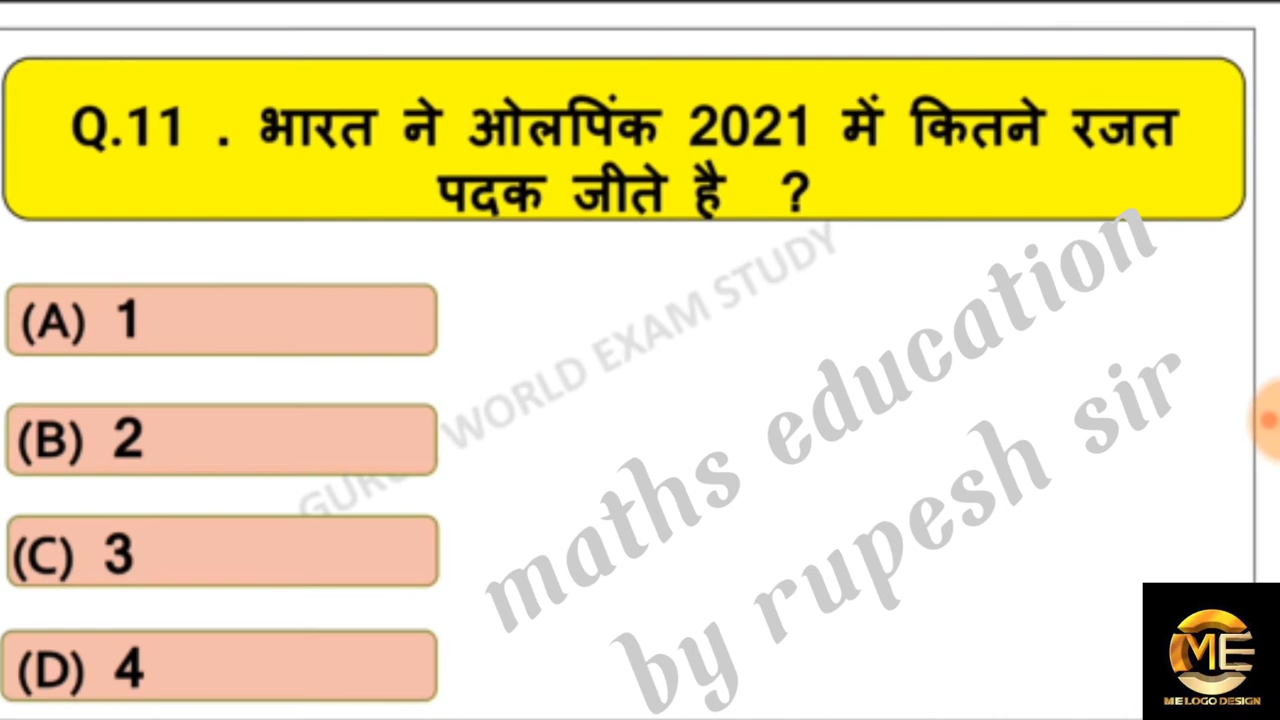 Q.11 . भारत ने ओलपिंक 2021 में कितने रजत
पदक जीते है ?
(A) 1
(B) 2
(C) 3
(D) 4
WORLD EXAM STUDY
maths education
by rupesh sir
ME
ME LOGO DESIGN